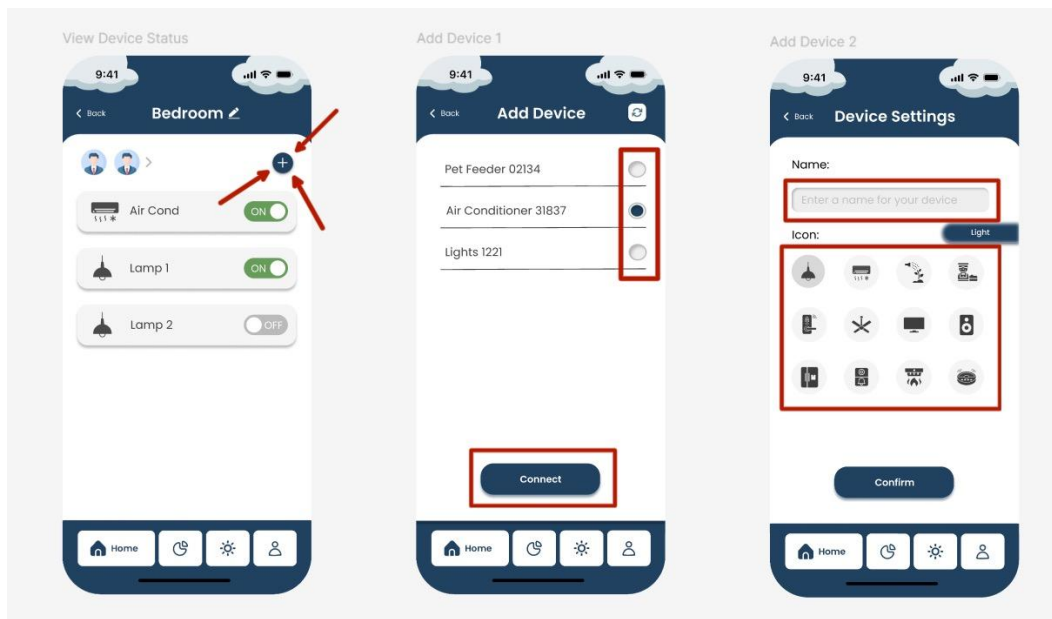 View Device Status
9:41
Back
Bedroom
Air Cond
ON
Lamp 1
ON
Lamp 2
OFF
Home
Add Device 1
9:41
Back
Add Device
Pet Feeder 02134
Air Conditioner 31837
Lights 1221
Connect
Home
Add Device 2
9:41
Back
Device Settings
Name:
Enter a name for your device
Icon:
Light
Confirm
Home